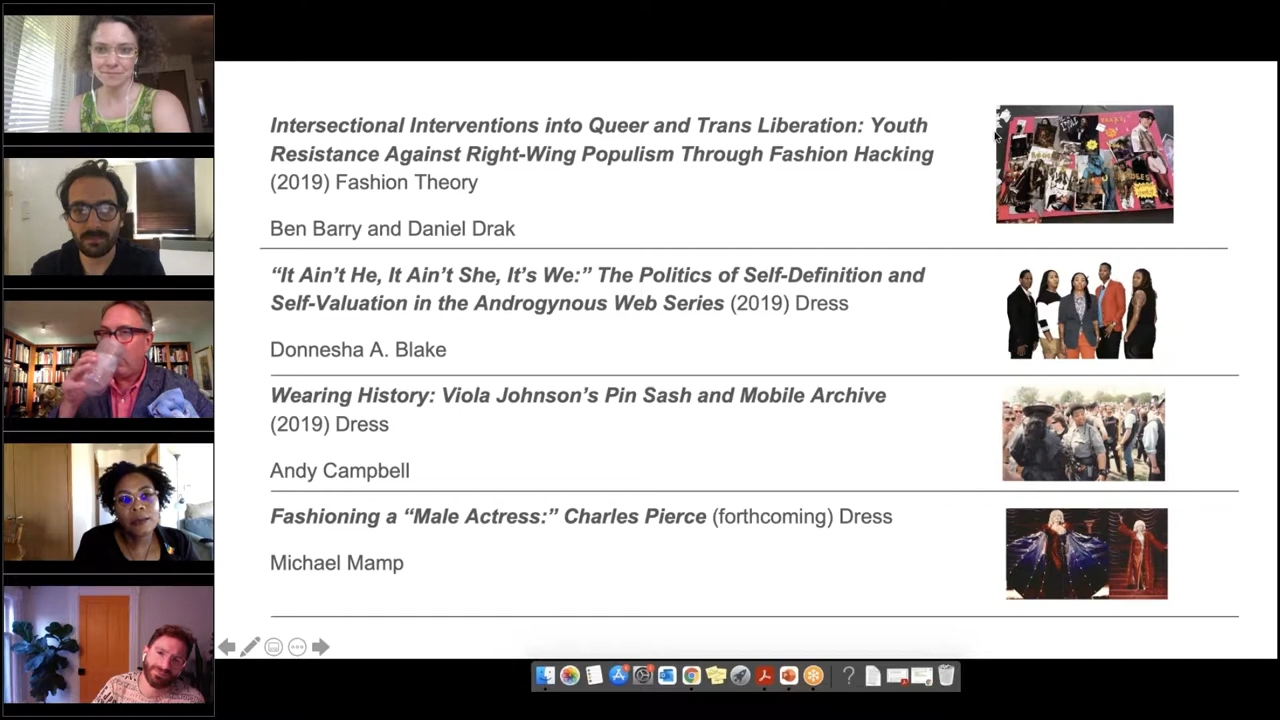 Intersectional Interventions into Queer and Trans Liberation: Youth
Resistance Against Right-Wing Populism Through Fashion Hacking
(2019) Fashion Theory
Ben Barry and Daniel Drak
“It Ain’t He, It Ain’t She, It’s We:” The Politics of Self-Definition and
Self-Valuation in the Androgynous Web Series (2019) Dress
Donnesha A. Blake
Wearing History: Viola Johnson’s Pin Sash and Mobile Archive
(2019) Dress
Andy Campbell
Fashioning a “Male Actress:” Charles Pierce (forthcoming) Dress
Michael Mamp